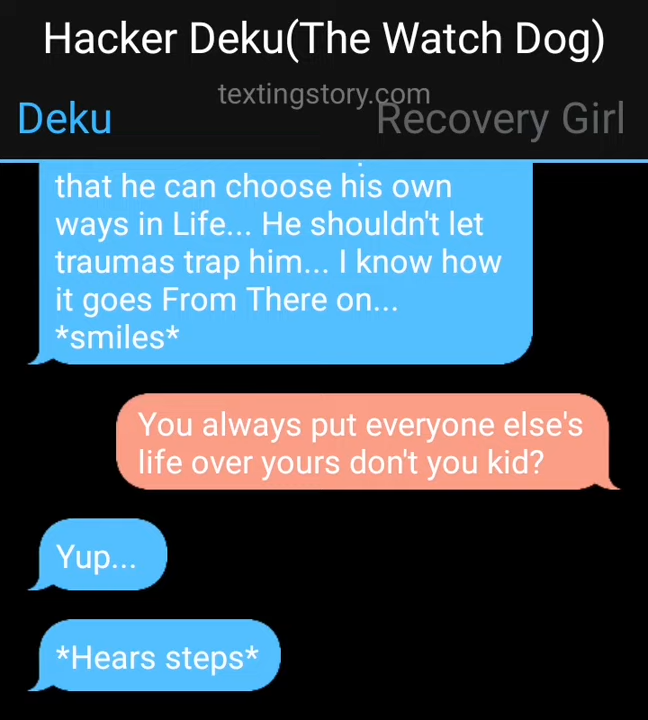 Hacker Deku(The Watch Dog)
textingstory.com
Deku
Recovery Girl
that he can choose his own
ways in Life... He shouldn't let
traumas trap him... I know how
it goes From There on...
*smiles*
You always put everyone else's
life over yours don't you kid?
Yup...
*Hears steps*